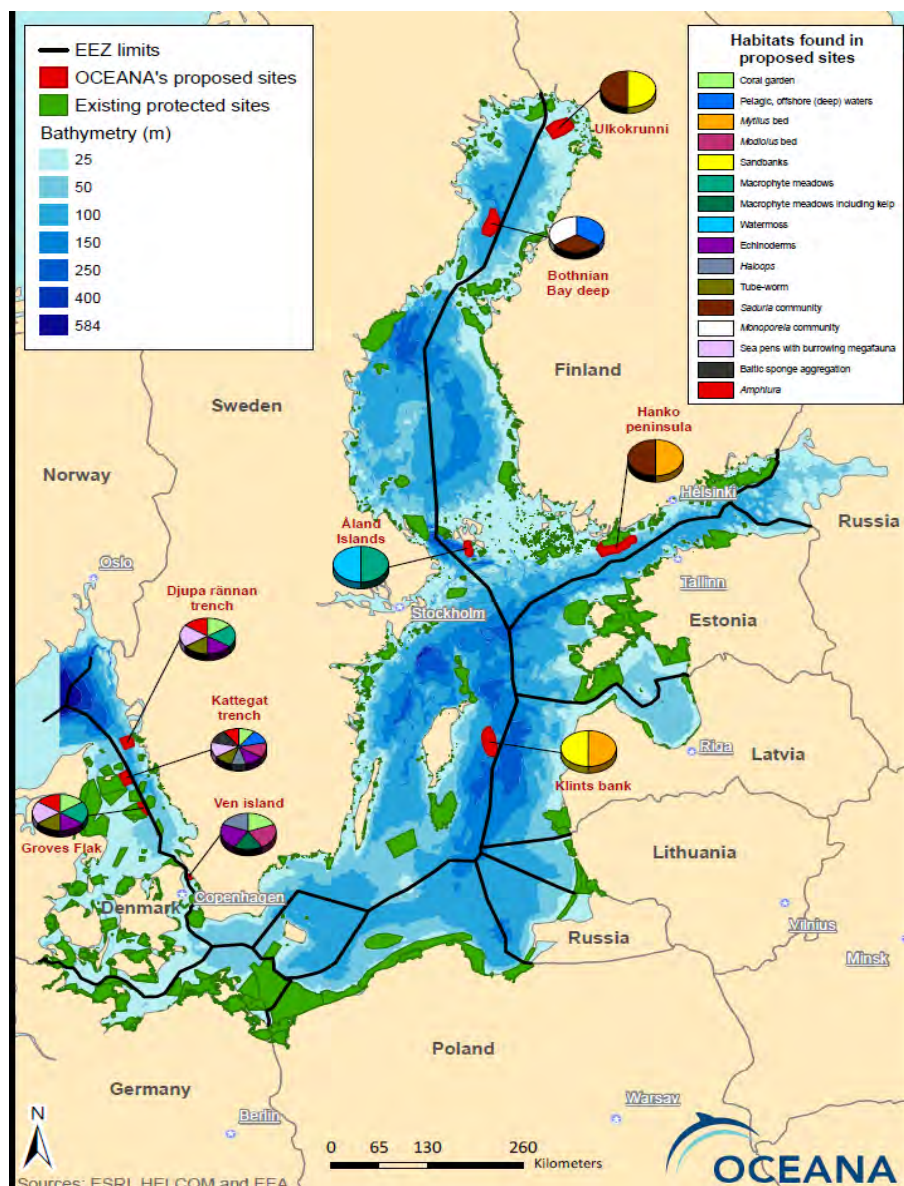 EEZ limits
OCEANA's proposed sites
Existing protected sites
Bathymetry (m)
25
50
100
150
250
400
584
Habitats found in
proposed sites
Coral garden
Pelagic, offshore (deep) waters
Mytilus bed
Modiolus bed
Sandbanks
Macrophyte meadows
Macrophyte meadows including kelp
Watermoss
Echinoderms
Haploops
Tube-worm
Saduria community
Monoporeia community
Sea pens with burrowing megafauna
Baltic sponge aggregation
Amphiura
Ulkokrunni
Bothnian
Bay deep
Finland
Sweden
Hanko
peninsula
Norway
Helsinki
Russia
Åland
Islands
Oslo
Tallinn
Djupa rännan
trench
Stockholm
Estonia
Kattegat
trench
Riga
Latvia
Klints bank
Ven island
Groves Flak
Lithuania
Denmark
Copenhagen
Vilnius
Russia
Minsk
Poland
Germany
Warsaw
Berlin
N
0 65 130 260
Kilometers
OCEANA
Sources: ESRI, HELCOM and EEA